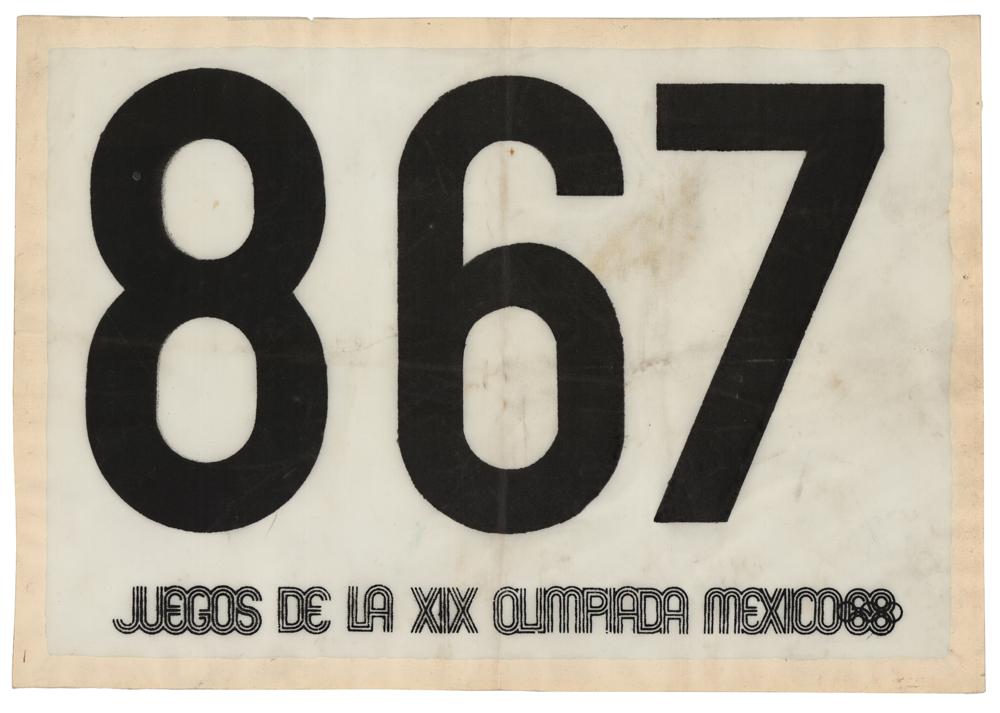 867
JUEGOS DE LA XIX OLIMPIADA MEXICO68